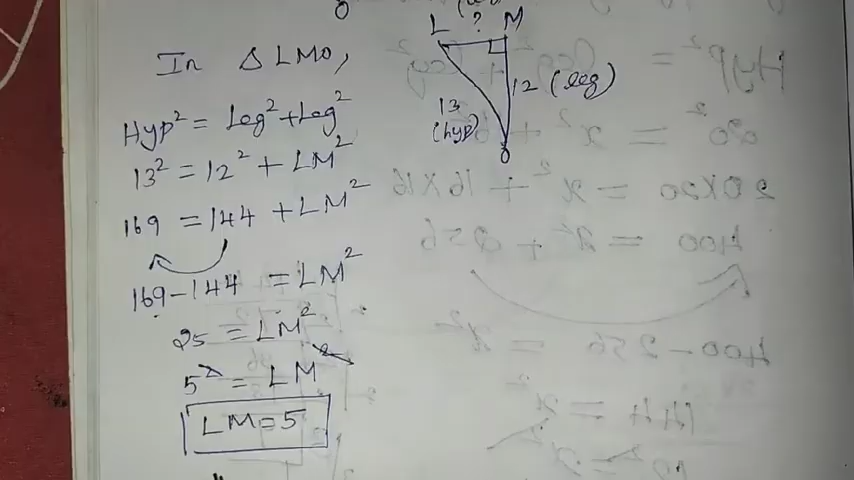 In Δ LMO,
Hyp² = Leg² + Leg²
13² = 12² + LM²
169 = 144 + LM²
169 - 144 = LM²
25 = LM²
5² = LM²
LM = 5
L ? M
12 (leg)
13
(hyp)
O